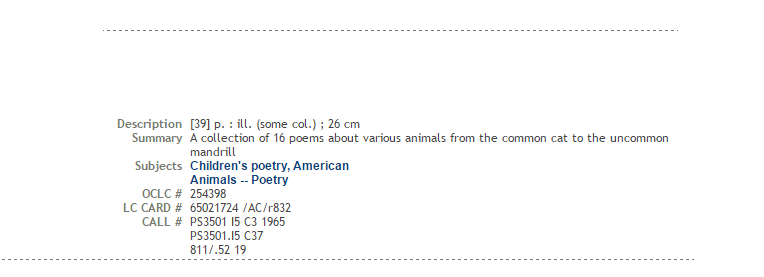 Description [39] p. : ill. (some col.) ; 26 cm
Summary A collection of 16 poems about various animals from the common cat to the uncommon
mandrill
Subjects Children's poetry, American
Animals -- Poetry
OCLC # 254398
LC CARD # 65021724 /AC/r832
CALL # PS3501 I5 C3 1965
PS3501.I5 C37
811/.52 19